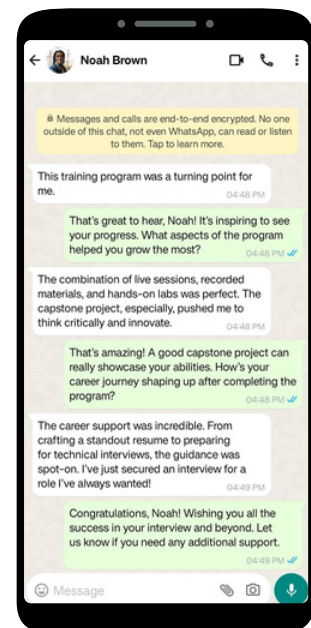 Noah Brown
Messages and calls are end-to-end encrypted. No one
outside of this chat, not even WhatsApp, can read or listen
to them. Tap to learn more.
This training program was a turning point for
me.
04:48 PM
That's great to hear, Noah! It's inspiring to see
your progress. What aspects of the program
helped you grow the most?
04:48 PM
The combination of live sessions, recorded
materials, and hands-on labs was perfect. The
capstone project, especially, pushed me to
think critically and innovate.
04:48 PM
That's amazing! A good capstone project can
really showcase your abilities. How's your
career journey shaping up after completing the
program?
04:48 PM
The career support was incredible. From
crafting a standout resume to preparing
for technical interviews, the guidance was
spot-on. I've just secured an interview for a
role I've always wanted!
04:49 PM
Congratulations, Noah! Wishing you all the
success in your interview and beyond. Let
us know if you need any additional support.
04:49 PM
Message